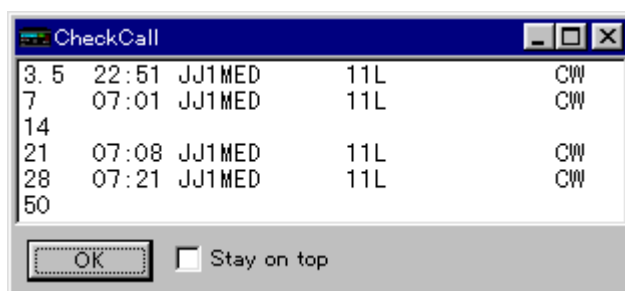 CheckCall
3.5 22:51 JJ1MED 11L CW
7 07:01 JJ1MED 11L CW
14
21 07:08 JJ1MED 11L CW
28 07:21 JJ1MED 11L CW
50
OK Stay on top